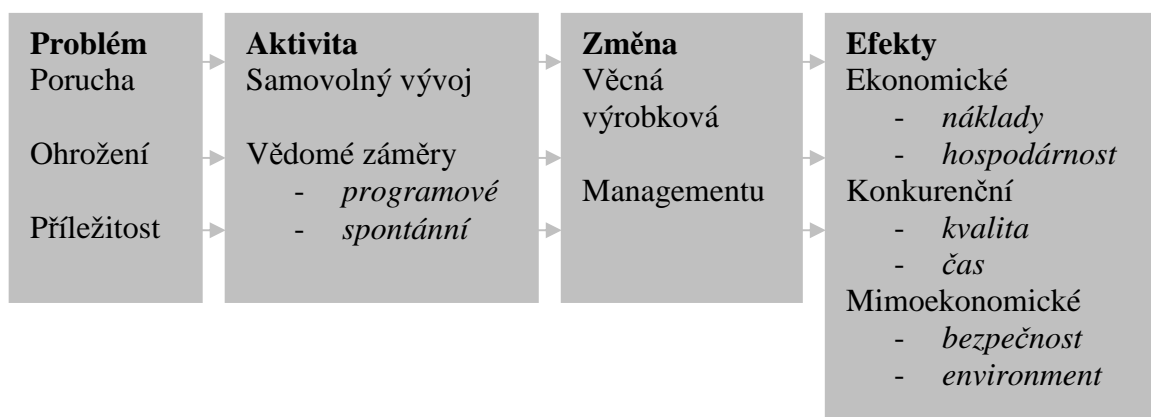 Problém
Porucha
Ohrožení
Příležitost
Aktivita
Samovolný vývoj
Vědomé záměry
- programové
- spontánní
Změna
Věcná
výrobková
Managementu
Efekty
Ekonomické
- náklady
- hospodárnost
Konkurenční
- kvalita
- čas
Mimoekonomické
- bezpečnost
- environment